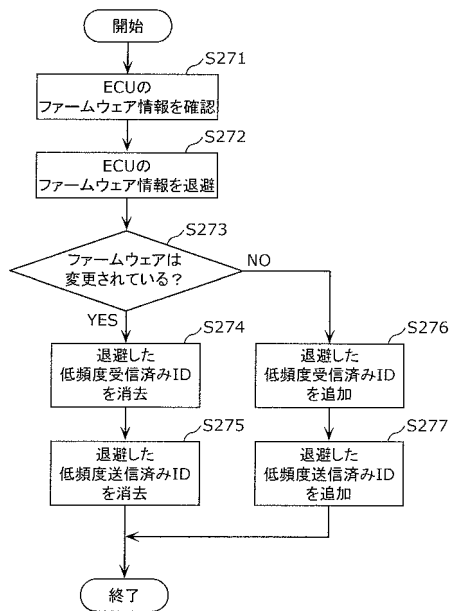 開始
S271
ECUの
ファームウェア情報を確認
S272
ECUの
ファームウェア情報を退避
S273
ファームウェアは
変更されている？
NO
YES
S274
退避した
低頻度受信済みID
を消去
S276
退避した
低頻度受信済みID
を追加
S275
退避した
低頻度送信済みID
を消去
S277
退避した
低頻度送信済みID
を追加
終了